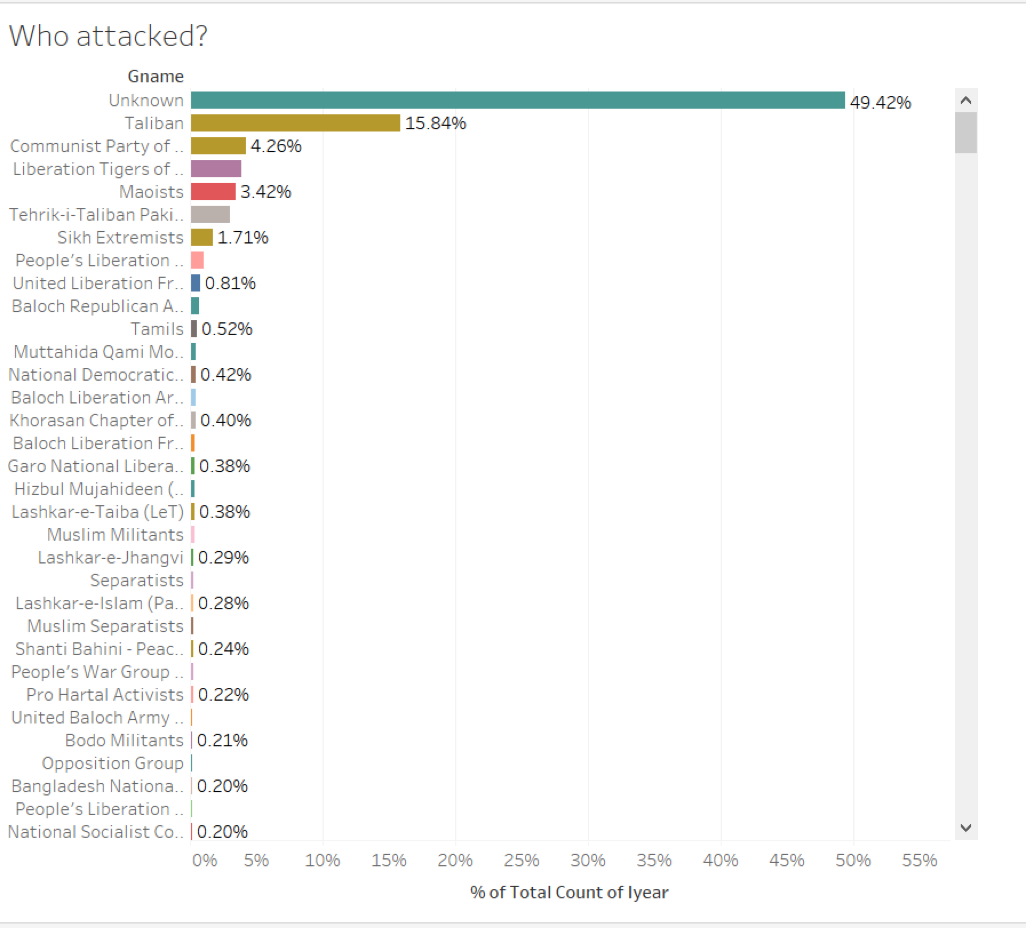 Who attacked?
Gname
Unknown 49.42%
Taliban 15.84%
Communist Party of .. 4.26%
Liberation Tigers of ..
Maoists 3.42%
Tehrik-i-Taliban Paki..
Sikh Extremists 1.71%
People's Liberation ..
United Liberation Fr.. 0.81%
Baloch Republican A..
Tamils 0.52%
Muttahida Qami Mo..
National Democratic.. 0.42%
Baloch Liberation Ar..
Khorasan Chapter of.. 0.40%
Baloch Liberation Fr..
Garo National Libera.. 0.38%
Hizbul Mujahideen (..
Lashkar-e-Taiba (LeT) 0.38%
Muslim Militants
Lashkar-e-Jhangvi 0.29%
Separatists
Lashkar-e-Islam (Pa.. 0.28%
Muslim Separatists
Shanti Bahini - Peac.. 0.24%
People's War Group ..
Pro Hartal Activists 0.22%
United Baloch Army ..
Bodo Militants 0.21%
Opposition Group
Bangladesh Nationa.. 0.20%
People's Liberation ..
National Socialist Co.. 0.20%
0% 5% 10% 15% 20% 25% 30% 35% 40% 45% 50% 55%
% of Total Count of Iyear